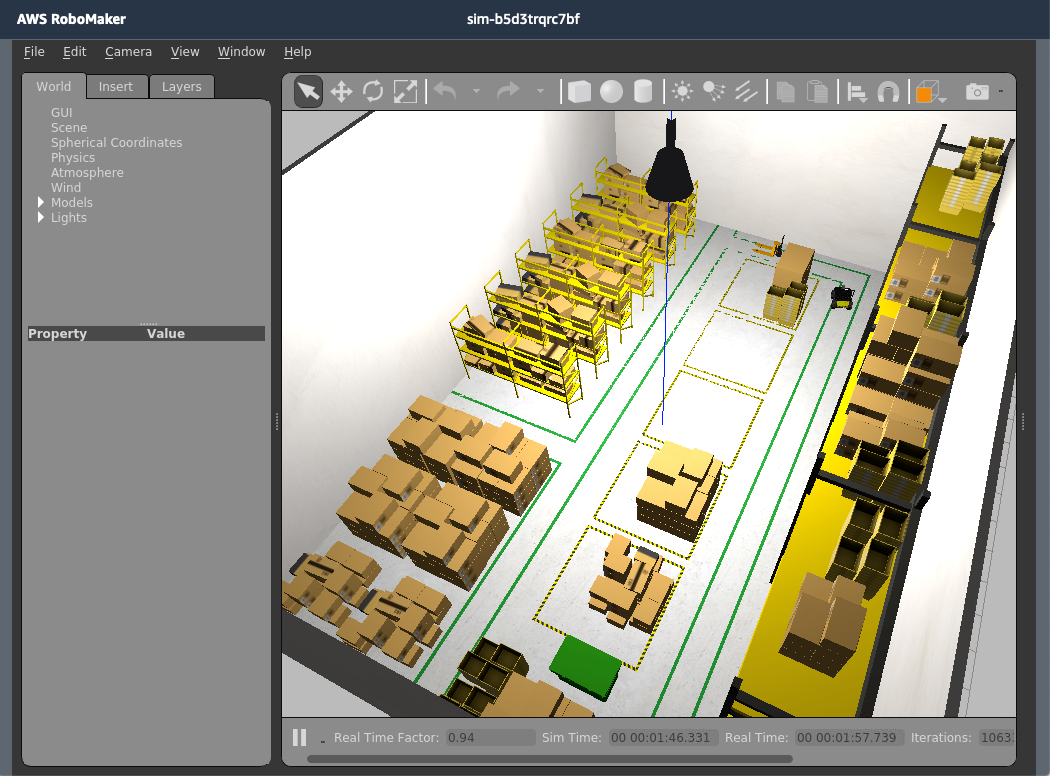 AWS RoboMaker
sim-b5d3trqrc7bf
File Edit Camera View Window Help
World Insert Layers
GUI
Scene
Spherical Coordinates
Physics
Atmosphere
Wind
Models
Lights
Property Value
Real Time Factor: 0.94 Sim Time: 00 00:01:46.331 Real Time: 00 00:01:57.739 Iterations: 1063